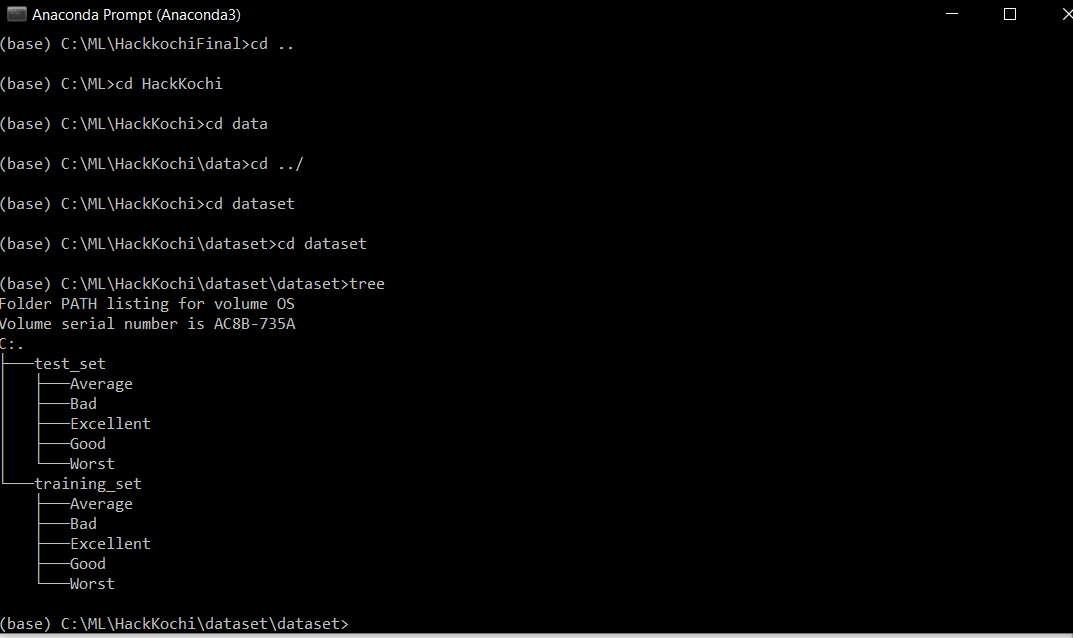 Anaconda Prompt (Anaconda3)
(base) C:\ML\HackkochiFinal>cd ..
(base) C:\ML>cd HackKochi
(base) C:\ML\HackKochi>cd data
(base) C:\ML\HackKochi\data>cd ../
(base) C:\ML\HackKochi>cd dataset
(base) C:\ML\HackKochi\dataset>cd dataset
(base) C:\ML\HackKochi\dataset\dataset>tree
Folder PATH listing for volume OS
Volume serial number is AC8B-735A
C:.
├───test_set
│   ├───Average
│   ├───Bad
│   ├───Excellent
│   ├───Good
│   └───Worst
└───training_set
    ├───Average
    ├───Bad
    ├───Excellent
    ├───Good
    └───Worst
(base) C:\ML\HackKochi\dataset\dataset>